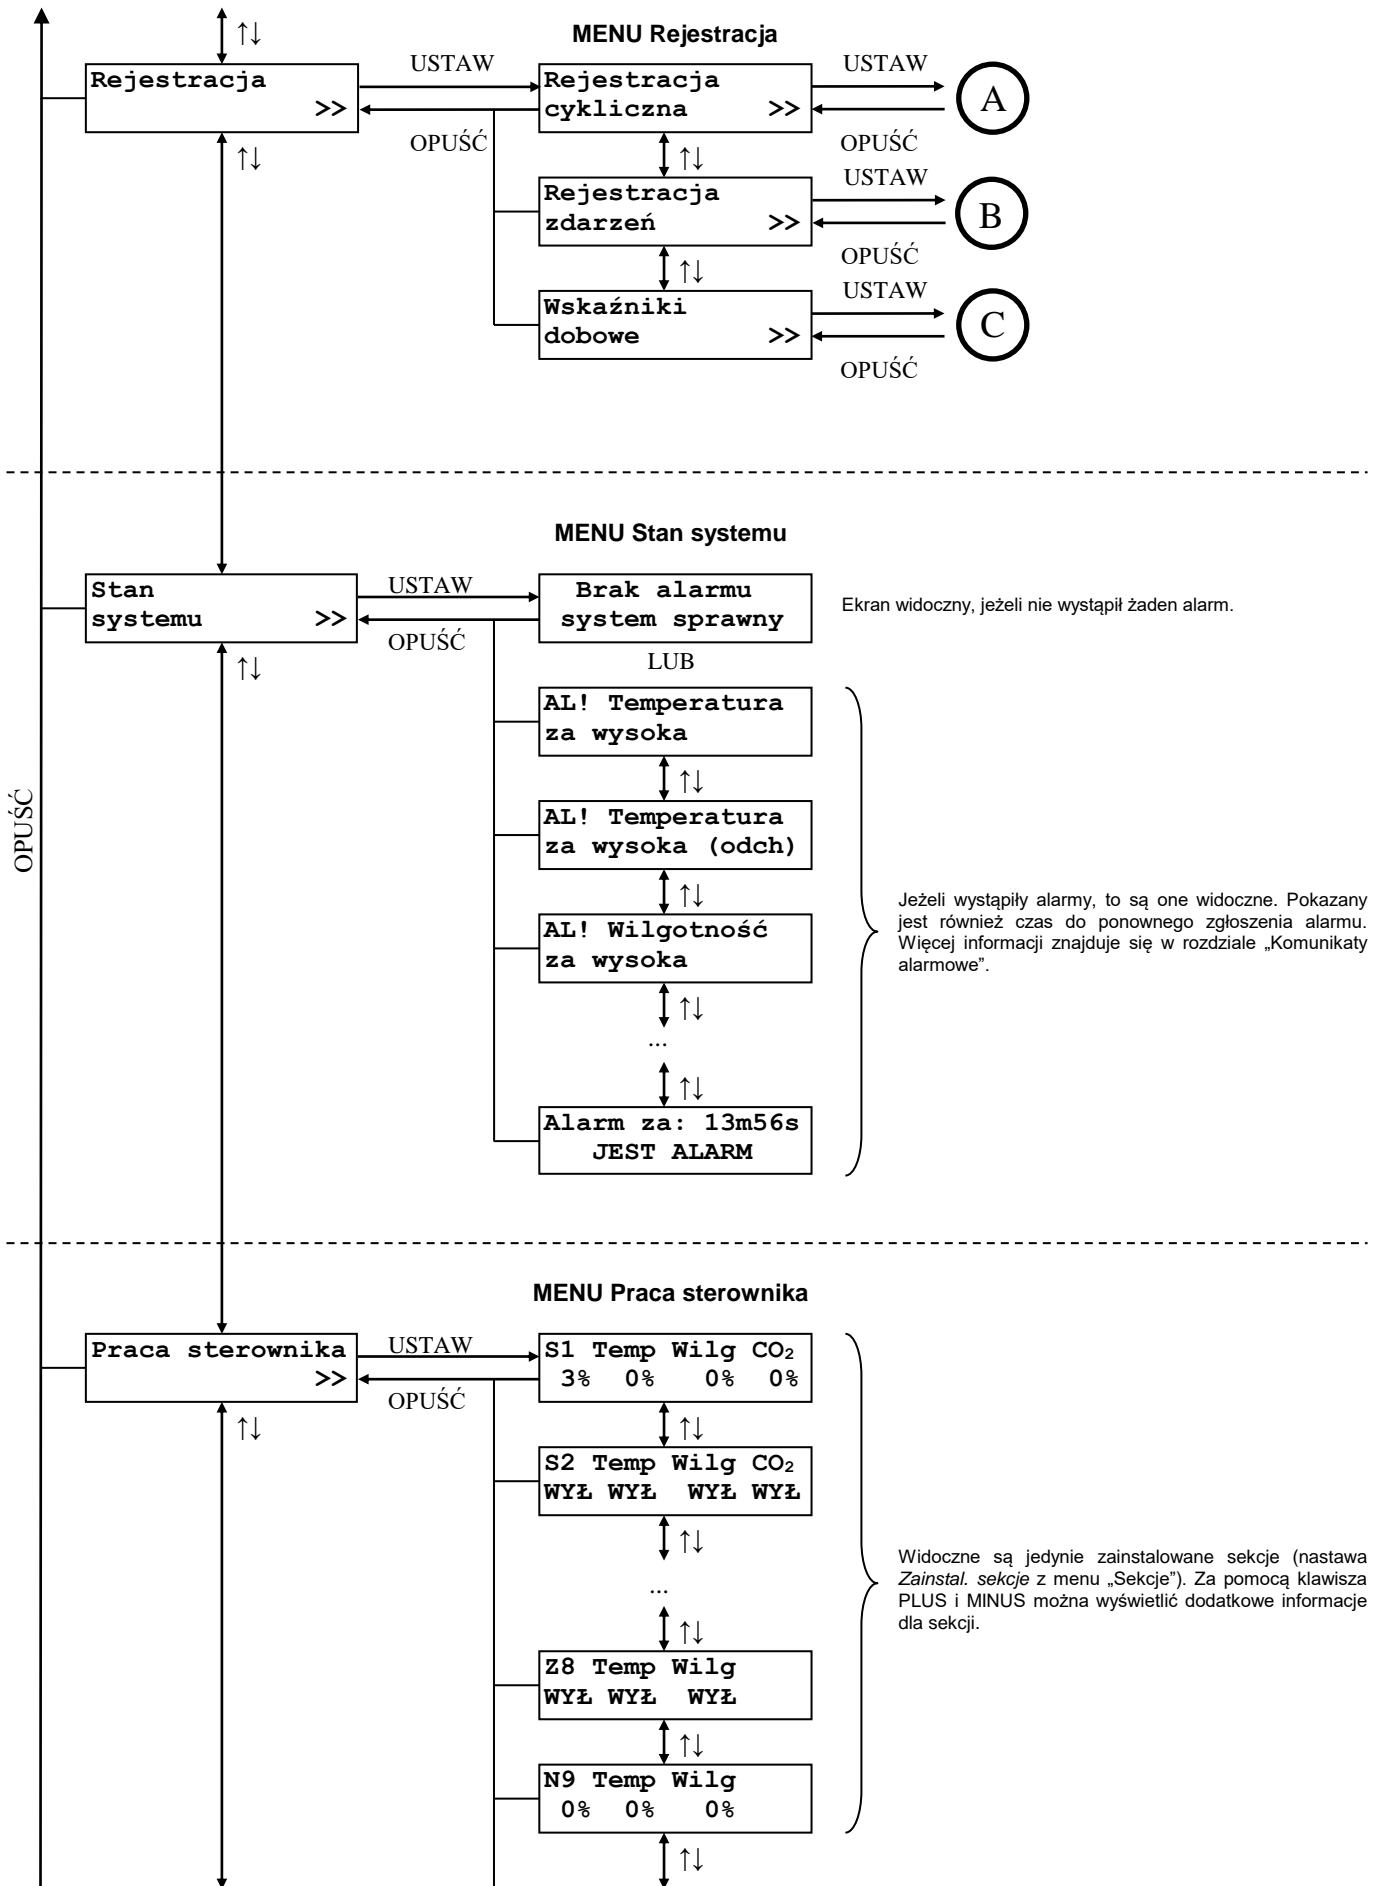 ↑↓
MENU Rejestracja
Rejestracja
>>
USTAW
OPUŚĆ
Rejestracja
cykliczna >>
USTAW
OPUŚĆ
A
↑↓
↑↓
Rejestracja
zdarzeń >>
USTAW
OPUŚĆ
B
↑↓
Wskaźniki
dobowe >>
USTAW
OPUŚĆ
C
MENU Stan systemu
Stan
systemu >>
USTAW
OPUŚĆ
Brak alarmu
system sprawny
Ekran widoczny, jeżeli nie wystąpił żaden alarm.
↑↓
LUB
AL! Temperatura
za wysoka
↑↓
OPUŚĆ
AL! Temperatura
za wysoka (odch)
↑↓
AL! Wilgotność
za wysoka
Jeżeli wystąpiły alarmy, to są one widoczne. Pokazany
jest również czas do ponownego zgłoszenia alarmu.
Więcej informacji znajduje się w rozdziale „Komunikaty
alarmowe”.
↑↓
...
↑↓
Alarm za: 13m56s
JEST ALARM
MENU Praca sterownika
Praca sterownika
>>
USTAW
OPUŚĆ
S1 Temp Wilg CO₂
3% 0% 0% 0%
↑↓
↑↓
S2 Temp Wilg CO₂
WYŁ WYŁ WYŁ WYŁ
↑↓
...
Widoczne są jedynie zainstalowane sekcje (nastawa
Zainstal. sekcje z menu „Sekcje”). Za pomocą klawisza
PLUS i MINUS można wyświetlić dodatkowe informacje
dla sekcji.
↑↓
Z8 Temp Wilg
WYŁ WYŁ WYŁ
↑↓
N9 Temp Wilg
0% 0% 0%
↑↓